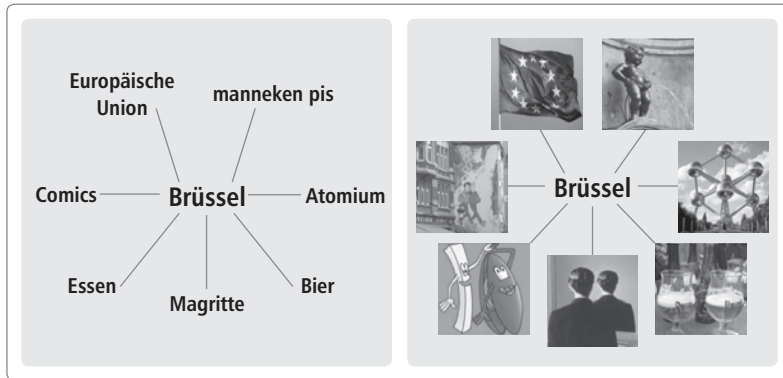 Europäische
Union
manneken pis
Comics
Brüssel
Atomium
Essen
Magritte
Bier
Brüssel